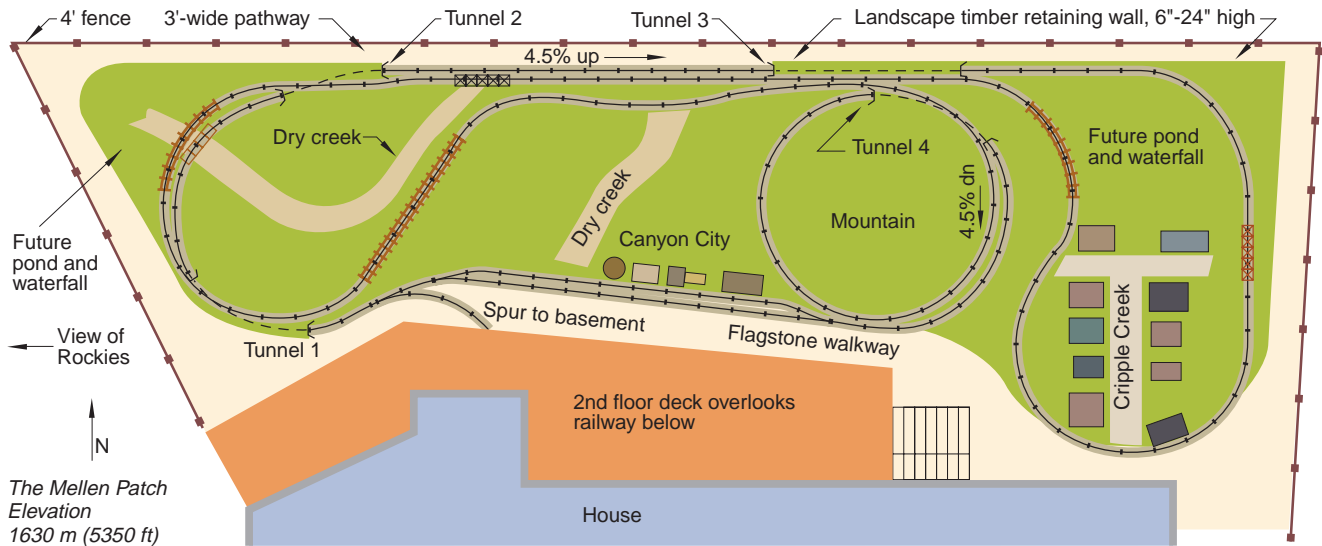 4' fence
3'-wide pathway
Tunnel 2
Tunnel 3
Landscape timber retaining wall, 6"-24" high
4.5% up
Dry creek
Tunnel 4
Future pond
and waterfall
Dry creek
4.5% dn
Mountain
Canyon City
Future
pond and
waterfall
Spur to basement
Flagstone walkway
Cripple Creek
Tunnel 1
View of
Rockies
2nd floor deck overlooks
railway below
N
The Mellen Patch
Elevation
1630 m (5350 ft)
House